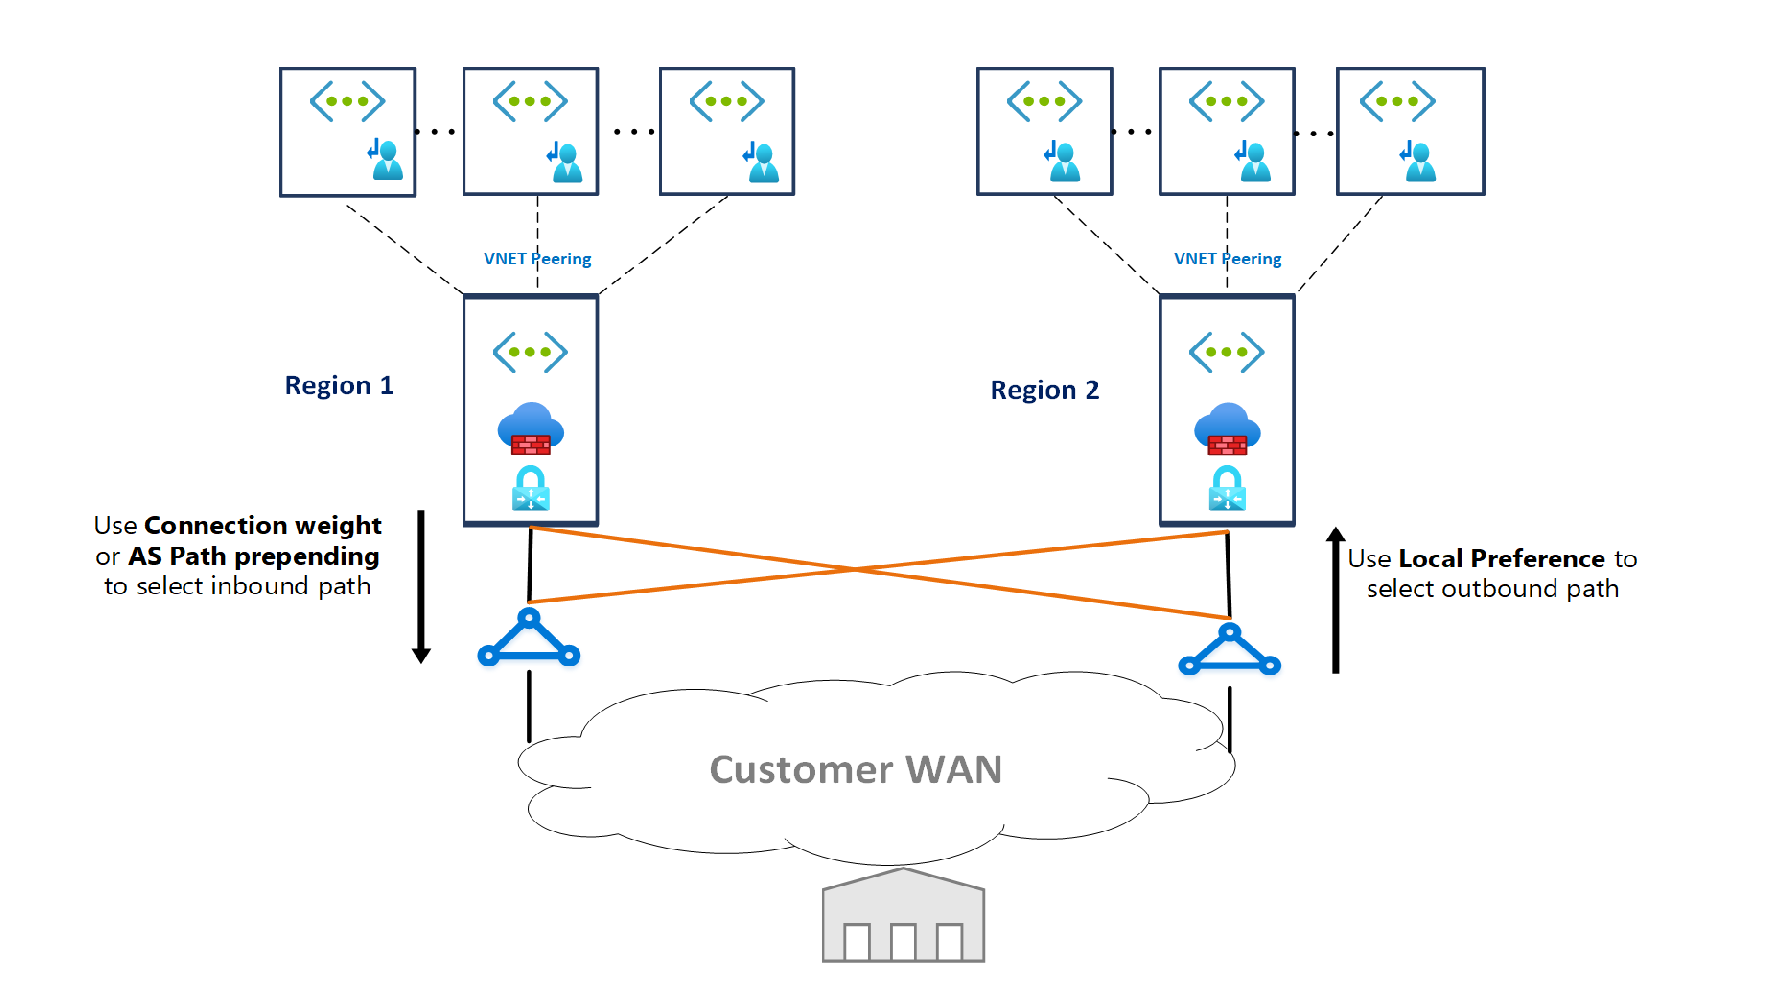 VNET Peering
VNET Peering
Region 1
Region 2
Use Connection weight
or AS Path prepending
to select inbound path
Use Local Preference to
select outbound path
Customer WAN